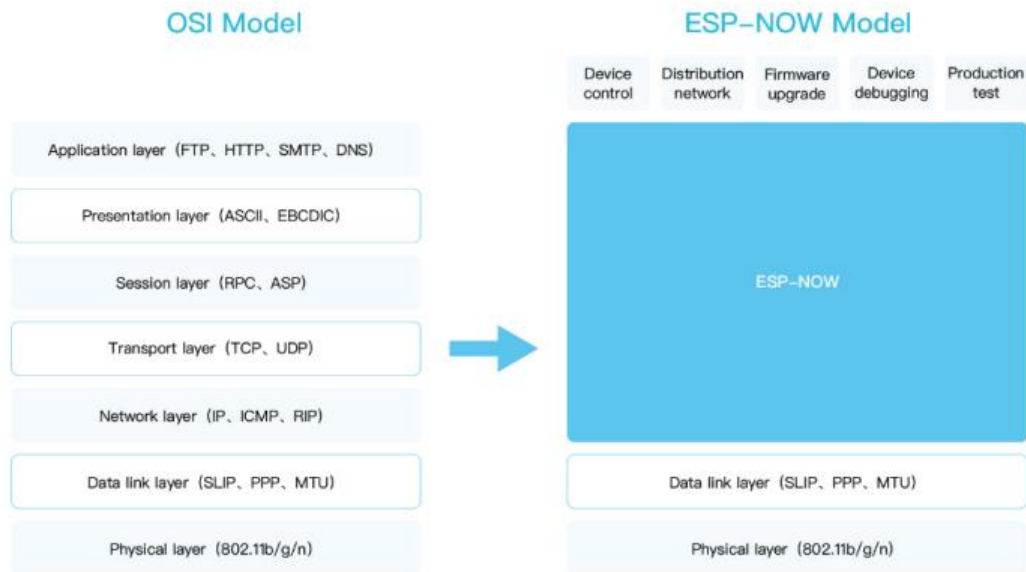 OSI Model
Application layer (FTP、HTTP、SMTP、DNS)
Presentation layer (ASCII、EBCDIC)
Session layer (RPC、ASP)
Transport layer (TCP、UDP)
Network layer (IP、ICMP、RIP)
Data link layer (SLIP、PPP、MTU)
Physical layer (802.11b/g/n)
ESP-NOW Model
Device
control
Distribution
network
Firmware
upgrade
Device
debugging
Production
test
ESP-NOW
Data link layer (SLIP、PPP、MTU)
Physical layer (802.11b/g/n)